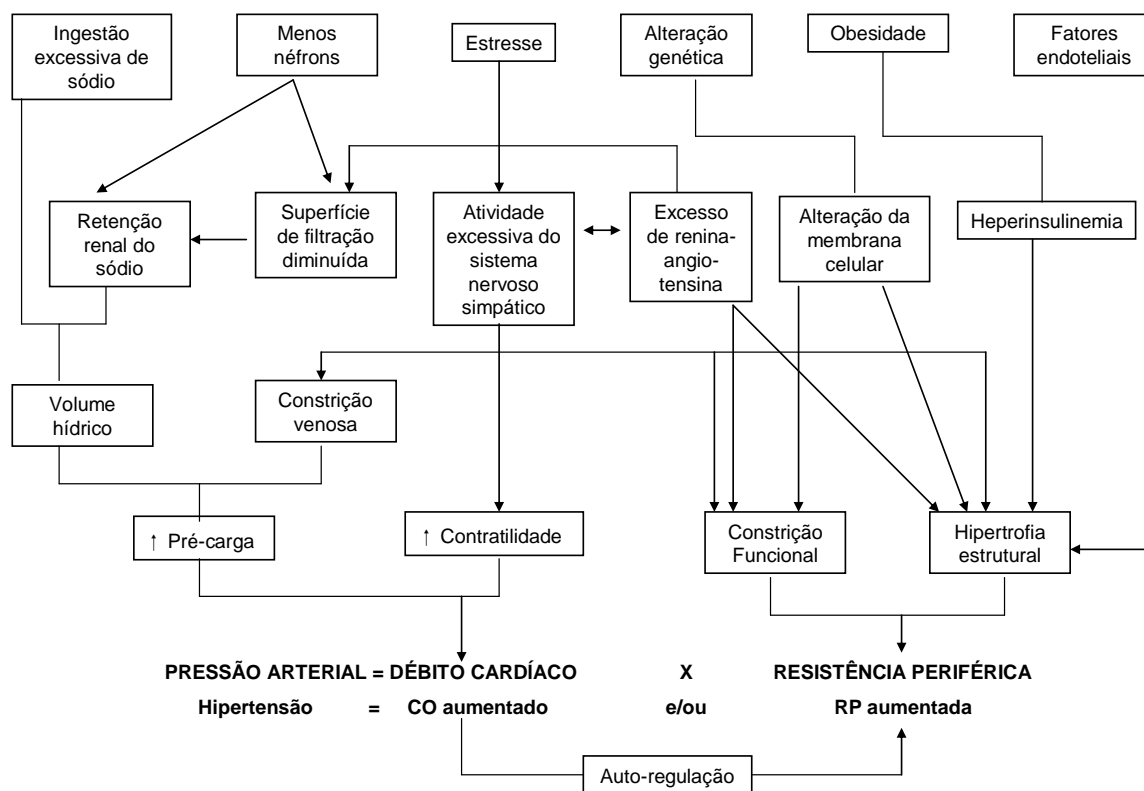 Ingestão
excessiva de
sódio
Menos
néfrons
Estresse
Alteração
genética
Obesidade
Fatores
endoteliais
Retenção
renal do
sódio
Superfície
de filtração
diminuída
Atividade
excessiva do
sistema
nervoso
simpático
Excesso
de renina-
angio-
tensina
Alteração da
membrana
celular
Heperinsulinemia
Volume
hídrico
Constrição
venosa
↑ Pré-carga
↑ Contratilidade
Constrição
Funcional
Hipertrofia
estrutural
PRESSÃO ARTERIAL = DÉBITO CARDÍACO X RESISTÊNCIA PERIFÉRICA
Hipertensão = CO aumentado e/ou RP aumentada
Auto-regulação